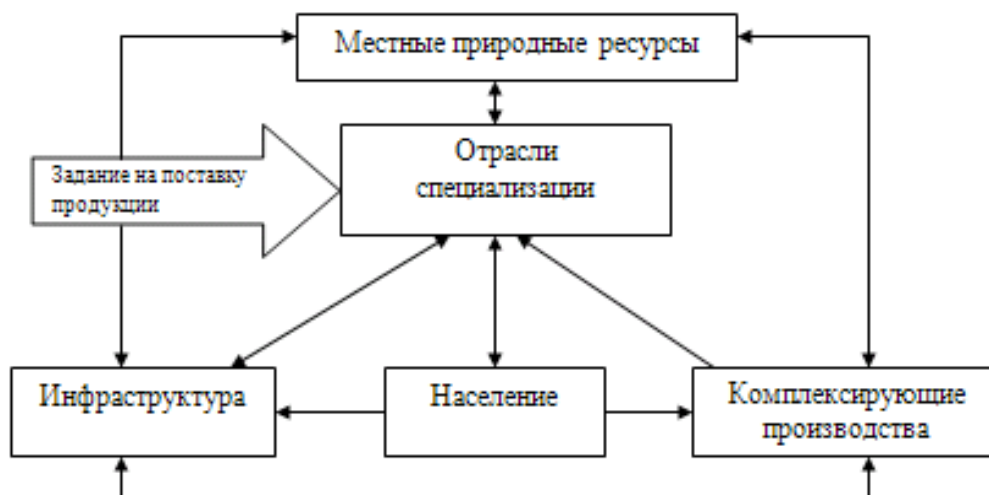 Местные природные ресурсы
Отрасли
специализации
Задание на поставку
продукции
Инфраструктура
Население
Комплексирующие
производства